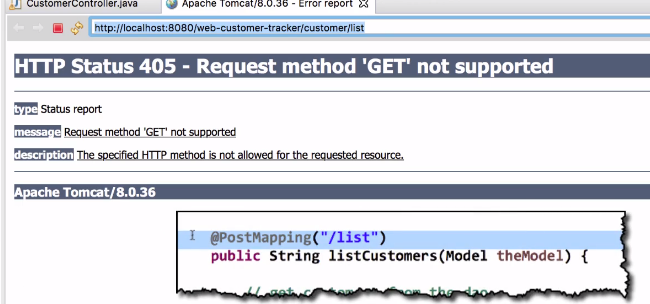 CustomerController.java
Apache Tomcat/8.0.36 - Error report
http://localhost:8080/web-customer-tracker/customer/list
HTTP Status 405 - Request method 'GET' not supported
type Status report
message Request method 'GET' not supported
description The specified HTTP method is not allowed for the requested resource.
Apache Tomcat/8.0.36
@PostMapping("/list")
public String listCustomers(Model theModel) {